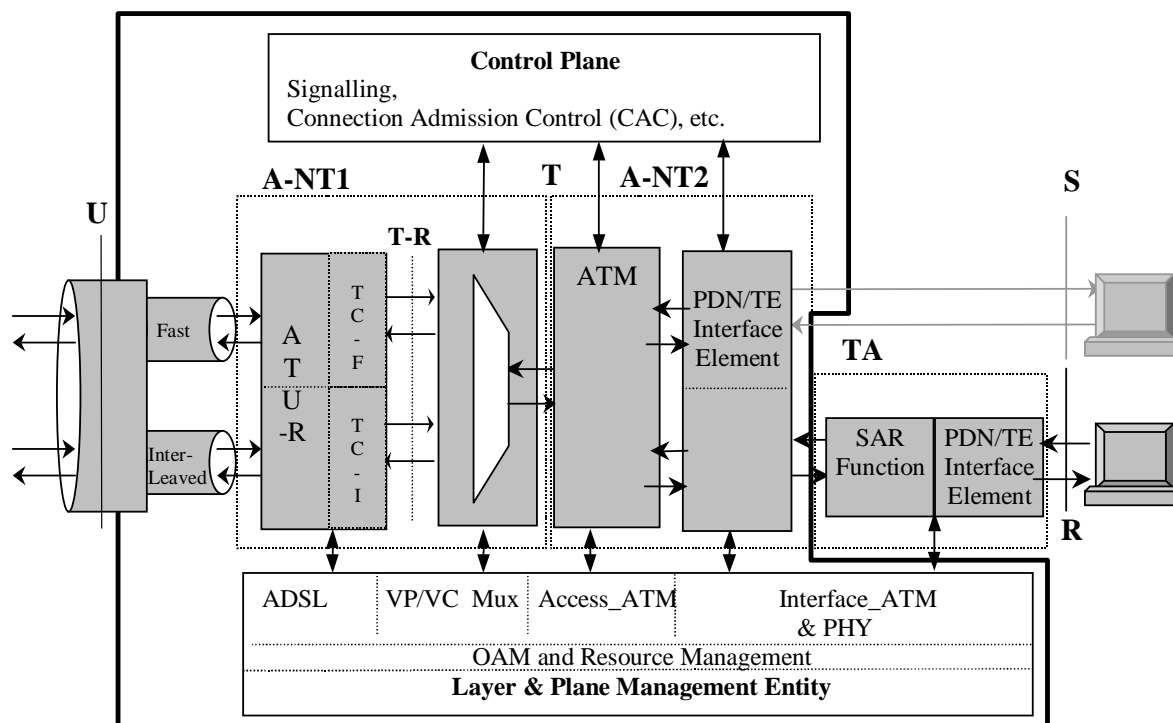 Control Plane
Signalling,
Connection Admission Control (CAC), etc.
A-NT1
T
A-NT2
S
U
T-R
Fast
Inter-
Leaved
A
T
U
-R
T
C
-
F
T
C
-
I
ATM
PDN/TE
Interface
Element
TA
SAR
Function
PDN/TE
Interface
Element
R
ADSL
VP/VC Mux
Access_ATM
Interface_ATM
& PHY
OAM and Resource Management
Layer & Plane Management Entity